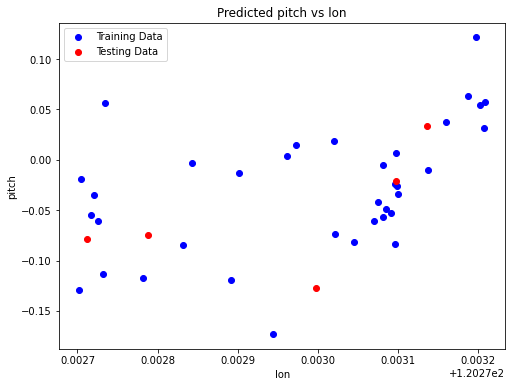 Predicted pitch vs lon
Training Data
Testing Data
0.10
0.05
0.00
−0.05
−0.10
−0.15
pitch
0.0027 0.0028 0.0029 0.0030 0.0031 0.0032
+1.2027e2
lon